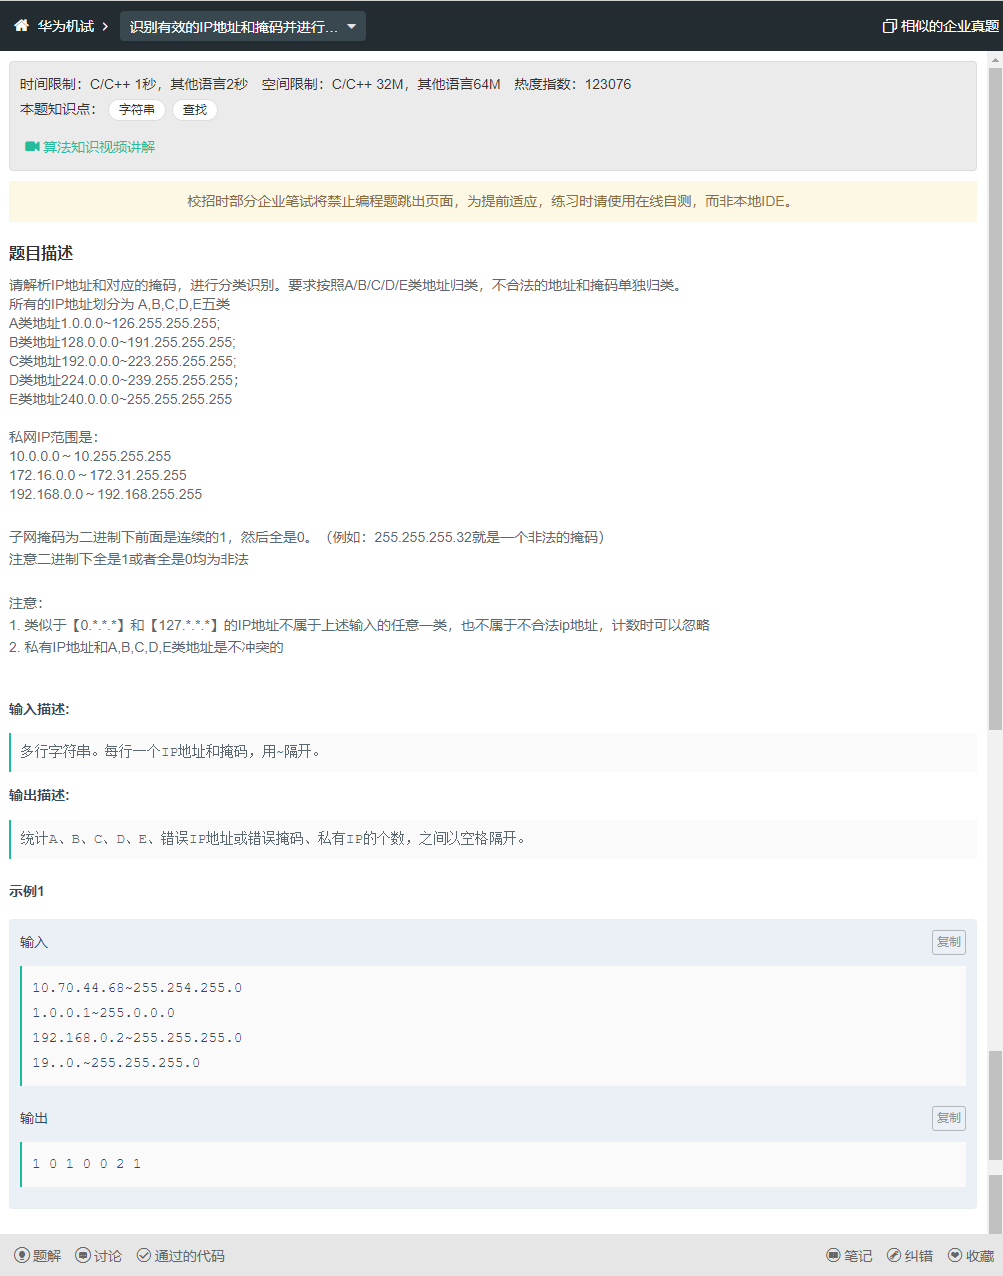 华为机试 识别有效的IP地址和掩码并进行... 相似的企业真题
时间限制：C/C++ 1秒，其他语言2秒 空间限制：C/C++ 32M，其他语言64M 热度指数：123076
本题知识点： 字符串 查找
算法知识视频讲解
校招时部分企业笔试将禁止编程题跳出页面，为提前适应，练习时请使用在线自测，而非本地IDE。
题目描述
请解析IP地址和对应的掩码，进行分类识别。要求按照A/B/C/D/E类地址归类，不合法的地址和掩码单独归类。
所有的IP地址划分为 A,B,C,D,E五类
A类地址1.0.0.0~126.255.255.255;
B类地址128.0.0.0~191.255.255.255;
C类地址192.0.0.0~223.255.255.255;
D类地址224.0.0.0~239.255.255.255；
E类地址240.0.0.0~255.255.255.255
私网IP范围是：
10.0.0.0～10.255.255.255
172.16.0.0～172.31.255.255
192.168.0.0～192.168.255.255
子网掩码为二进制下前面是连续的1，然后全是0。（例如：255.255.255.32就是一个非法的掩码）
注意二进制下全是1或者全是0均为非法
注意：
1. 类似于【0.*.*.*】和【127.*.*.*】的IP地址不属于上述输入的任意一类，也不属于不合法ip地址，计数时可以忽略
2. 私有IP地址和A,B,C,D,E类地址是不冲突的
输入描述:
多行字符串。每行一个IP地址和掩码，用~隔开。
输出描述:
统计A、B、C、D、E、错误IP地址或错误掩码、私有IP的个数，之间以空格隔开。
示例1
输入 复制
10.70.44.68~255.254.255.0
1.0.0.1~255.0.0.0
192.168.0.2~255.255.255.0
19..0.~255.255.255.0
输出 复制
1 0 1 0 0 2 1
题解 讨论 通过的代码 笔记 纠错 收藏